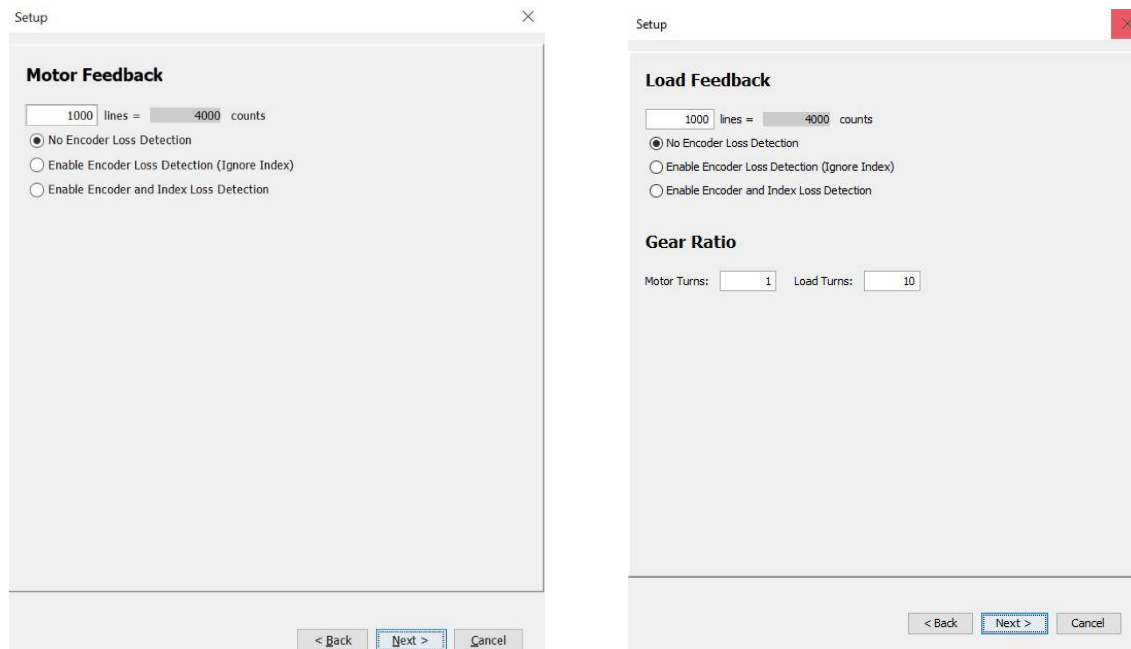 Setup
Motor Feedback
1000 lines = 4000 counts
No Encoder Loss Detection
Enable Encoder Loss Detection (Ignore Index)
Enable Encoder and Index Loss Detection
< Back Next > Cancel
Setup
Load Feedback
1000 lines = 4000 counts
No Encoder Loss Detection
Enable Encoder Loss Detection (Ignore Index)
Enable Encoder and Index Loss Detection
Gear Ratio
Motor Turns: 1 Load Turns: 10
< Back Next > Cancel